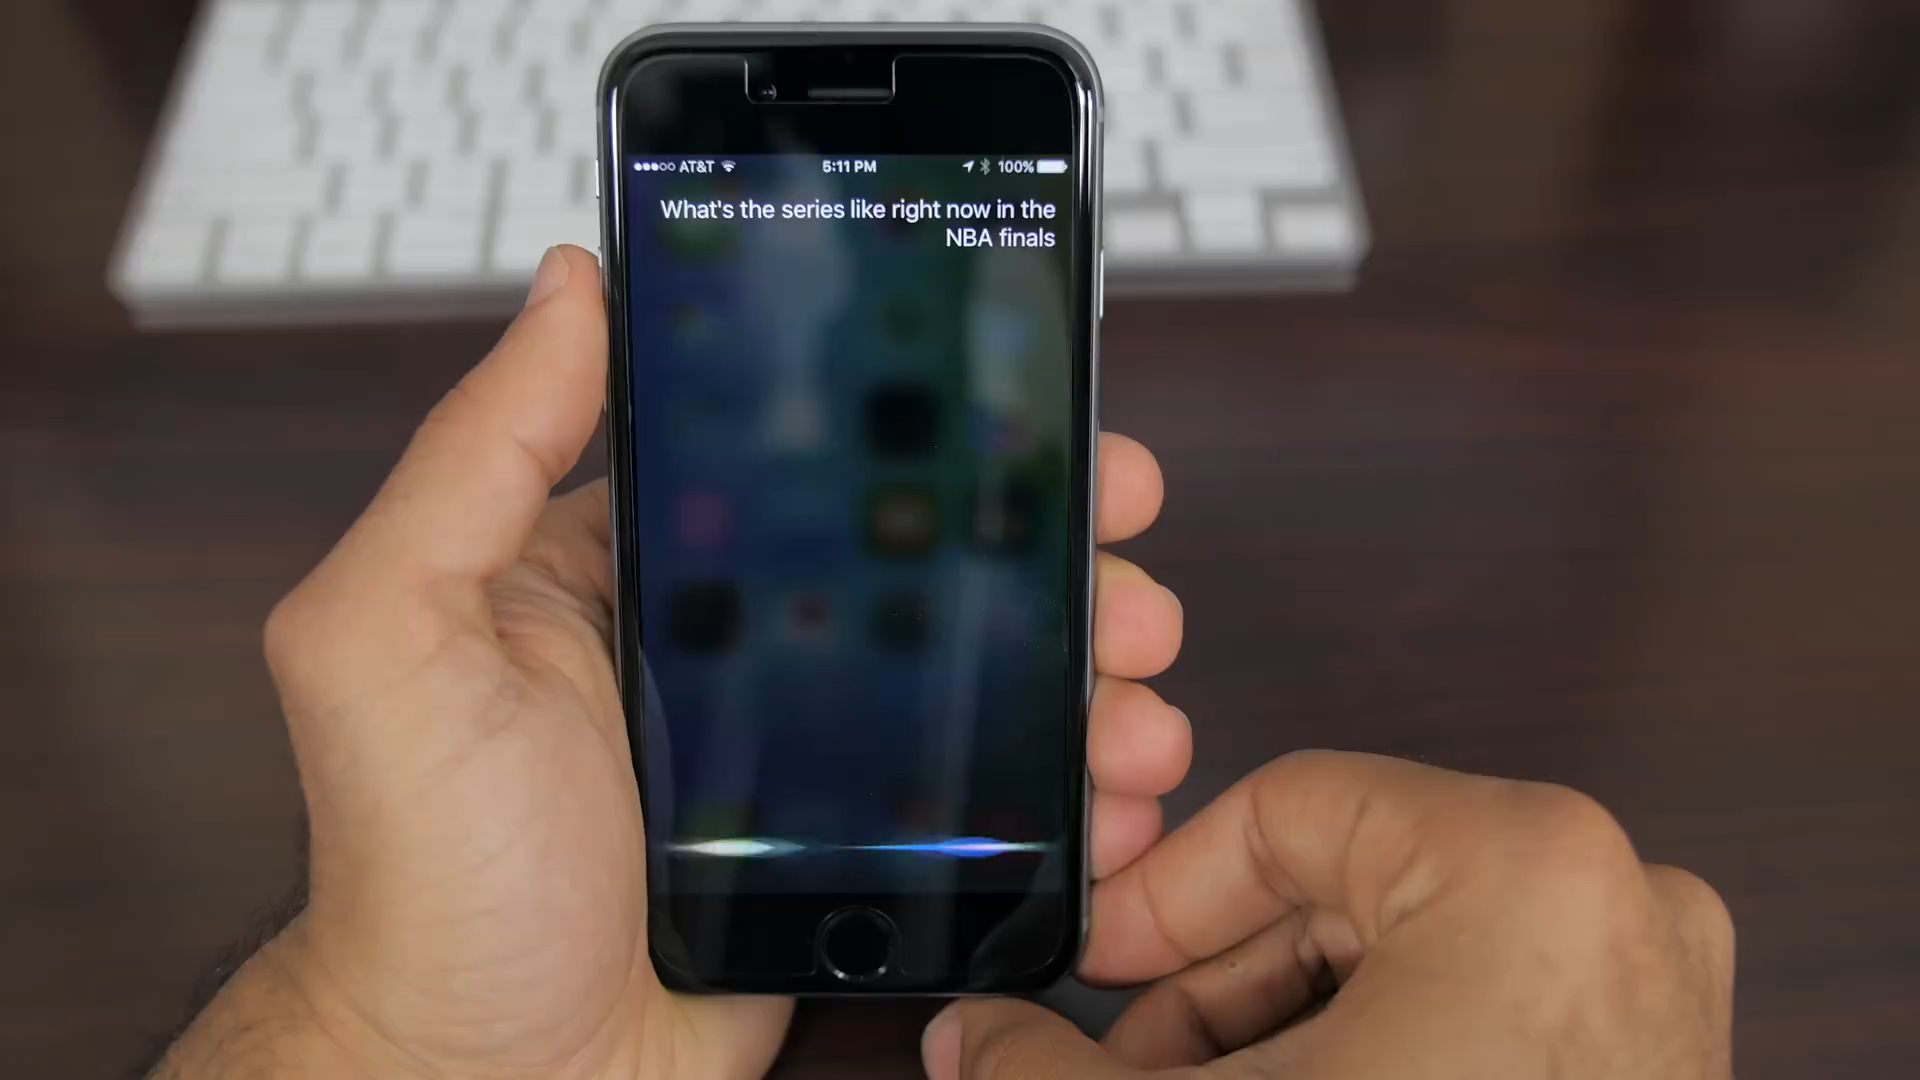 AT&T 5:11 PM 100%
What's the series like right now in the
NBA finals